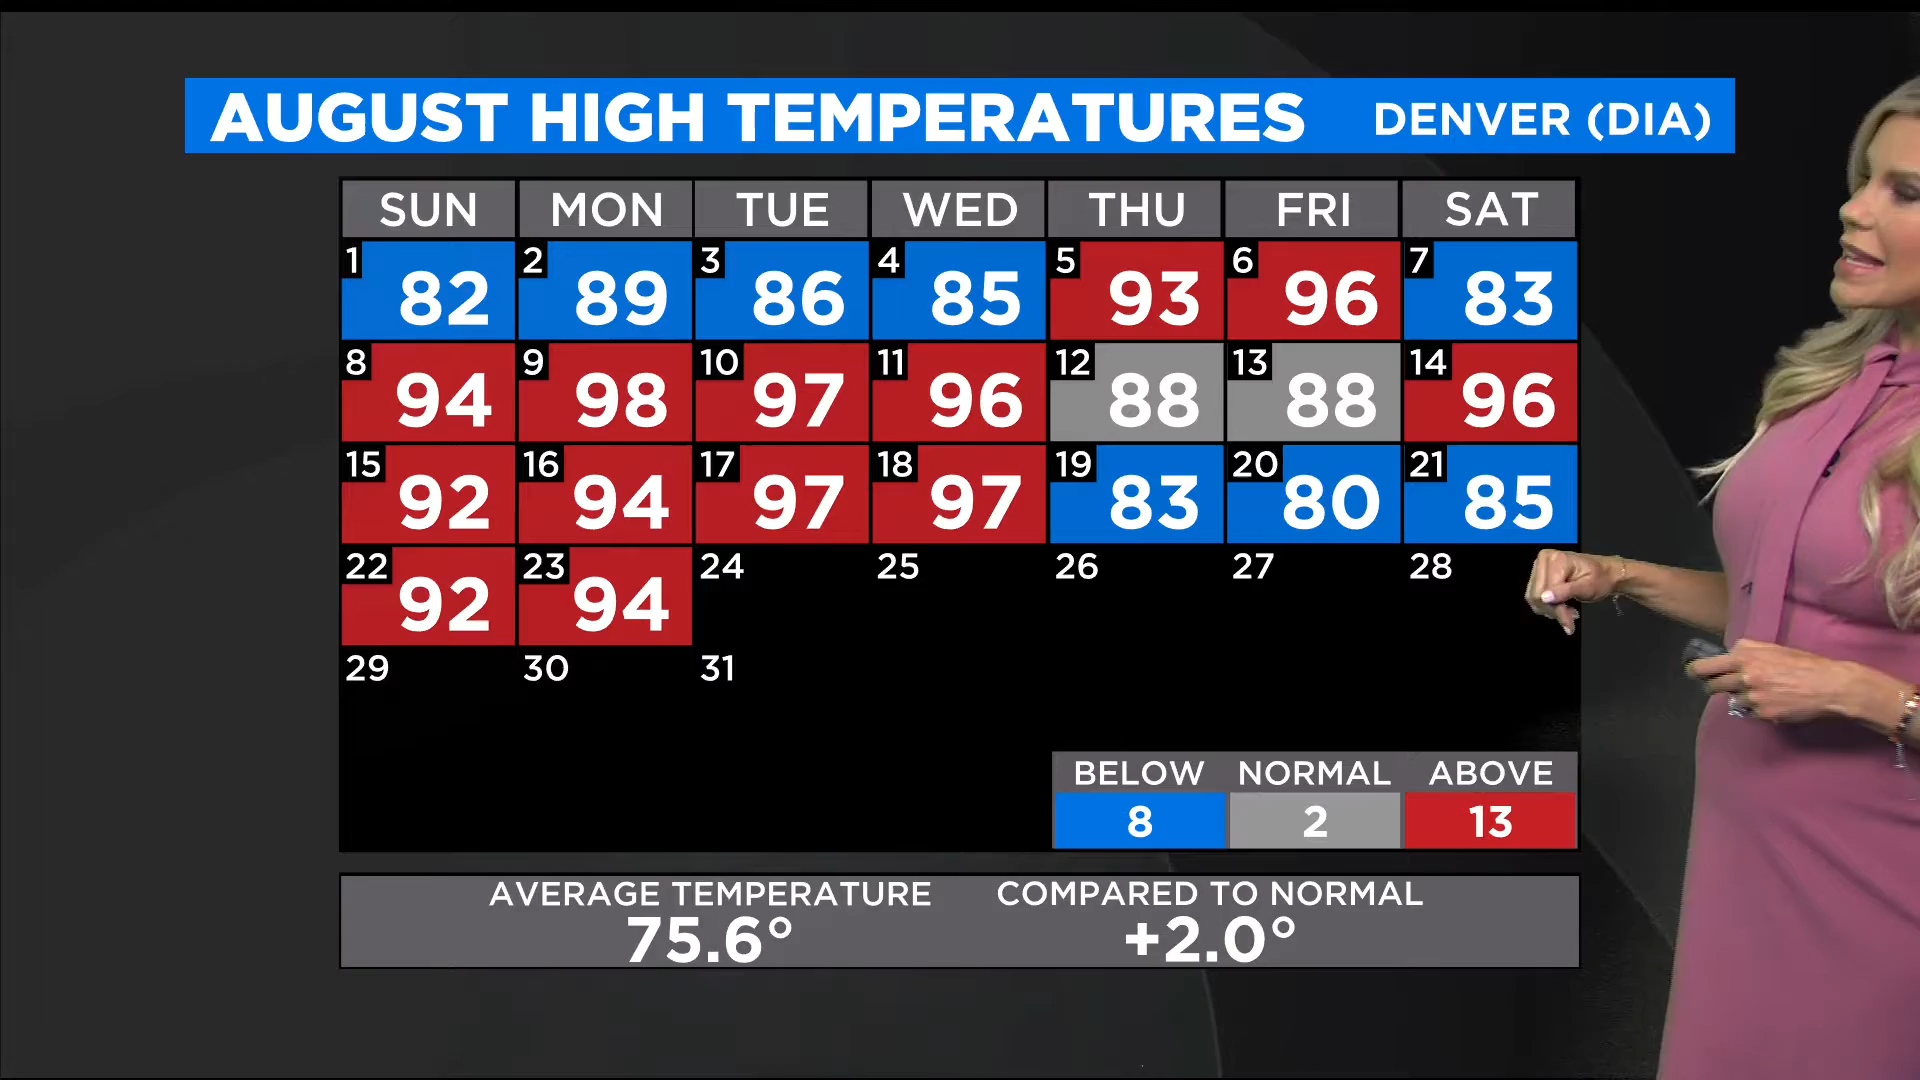 AUGUST HIGH TEMPERATURES DENVER (DIA)
SUN MON TUE WED THU FRI SAT
1 82 2 89 3 86 4 85 5 93 6 96 7 83
8 94 9 98 10 97 11 96 12 88 13 88 14 96
15 92 16 94 17 97 18 97 19 83 20 80 21 85
22 92 23 94 24 25 26 27 28
29 30 31
BELOW NORMAL ABOVE
8 2 13
AVERAGE TEMPERATURE COMPARED TO NORMAL
75.6° +2.0°